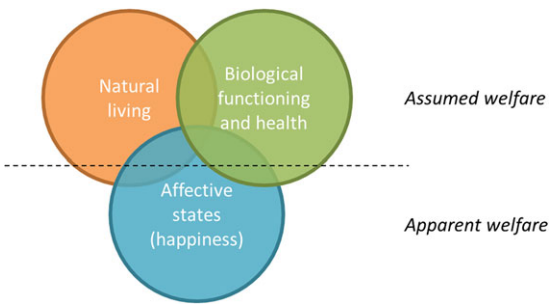 Natural
living
Biological
functioning
and health
Assumed welfare
Affective
states
(happiness)
Apparent welfare